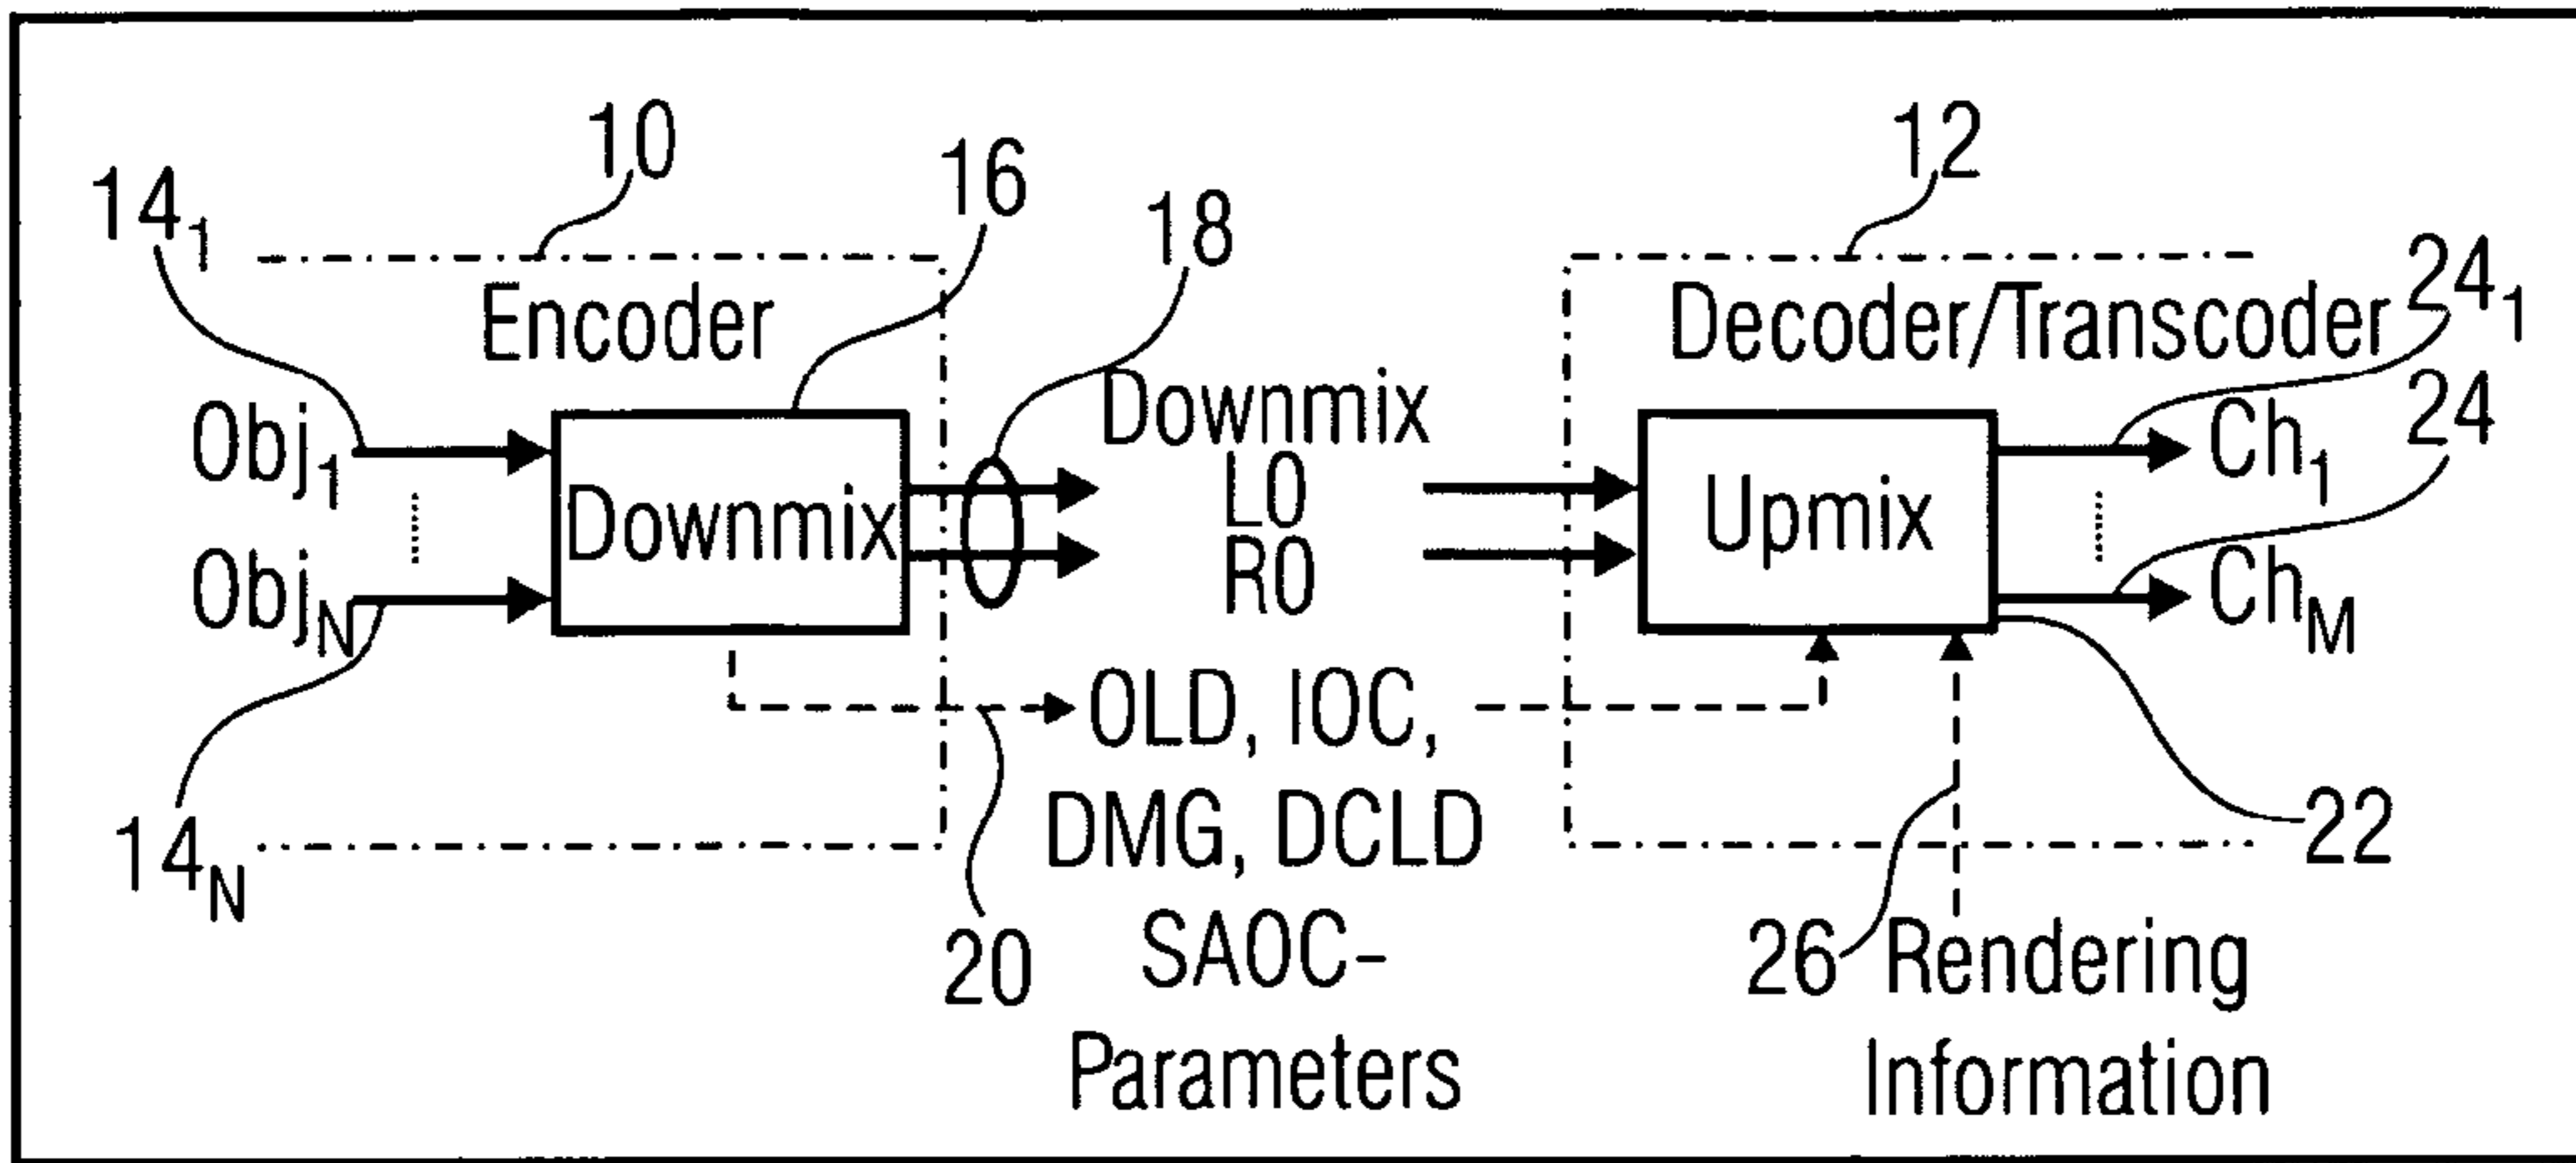 10
12
14₁
16
18
24₁
Encoder
Decoder/Transcoder
24
Downmix
Obj₁
L0
Ch₁
Downmix
Upmix
R0
Obj_N
Ch_M
OLD, IOC,
DMG, DCLD
SAOC-
Parameters
14_N
20
22
26
Rendering
Information